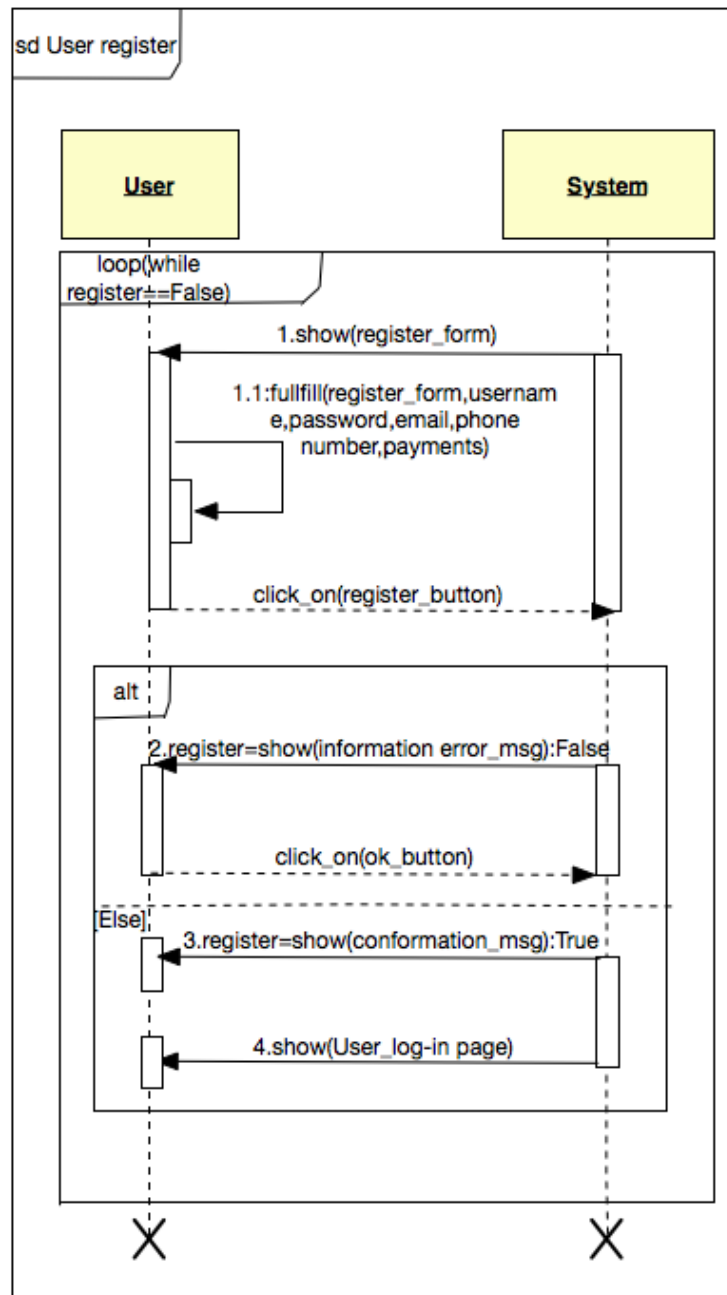 sd User register
User
System
loop(while
register==False)
1.show(register_form)
1.1:fullfill(register_form,usernam
e,password,email,phone
number,payments)
click_on(register_button)
alt
2.register=show(information error_msg):False
click_on(ok_button)
[Else]
3.register=show(conformation_msg):True
4.show(User_log-in page)